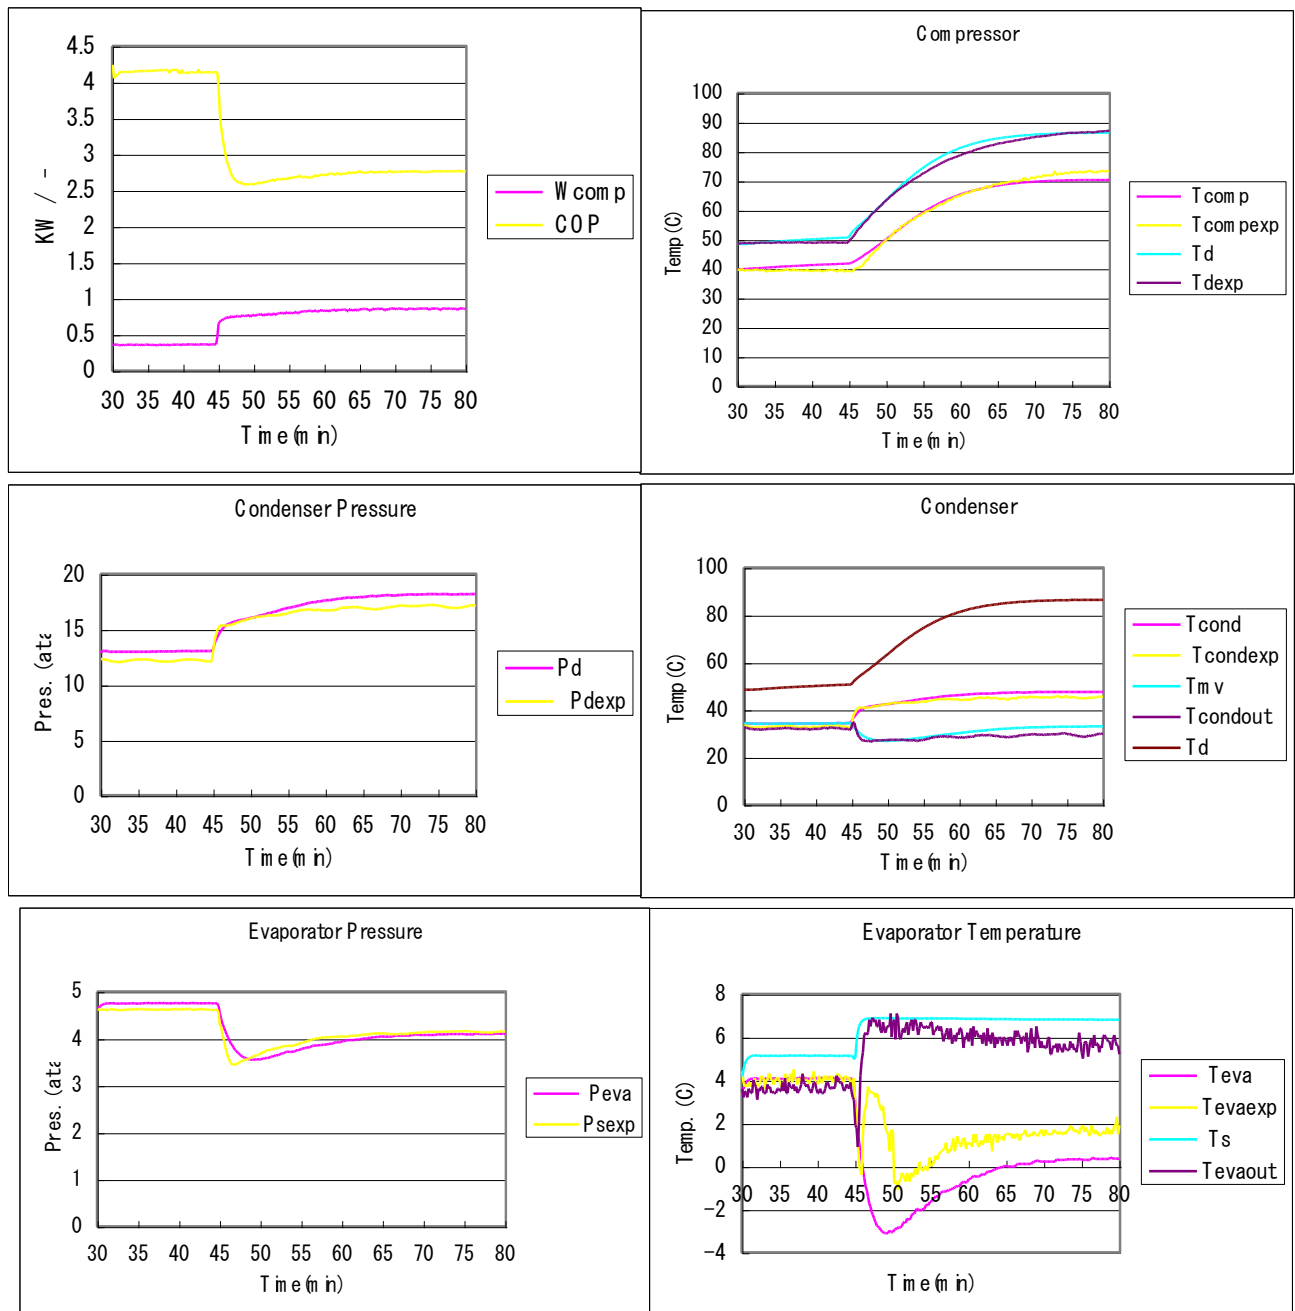 4.5
4
3.5
3
2.5
2
1.5
1
0.5
0
KW / -
30 35 40 45 50 55 60 65 70 75 80
Time(min)
Wcomp
COP
Compressor
100
90
80
70
60
50
40
30
20
10
0
Temp(C)
30 35 40 45 50 55 60 65 70 75 80
Time(min)
Tcomp
Tcompexp
Td
Tdexp
Condenser Pressure
20
15
10
5
0
Pres. (ata
30 35 40 45 50 55 60 65 70 75 80
Time(min)
Pd
Pdexp
Condenser
100
80
60
40
20
0
Temp(C)
30 35 40 45 50 55 60 65 70 75 80
Time(min)
Tcond
Tcondexp
Tmv
Tcondout
Td
Evaporator Pressure
5
4
3
2
1
0
Pres. (ata
30 35 40 45 50 55 60 65 70 75 80
Time(min)
Peva
Psexp
Evaporator Temperature
8
6
4
2
0
-2
-4
Temp. (C)
30 35 40 45 50 55 60 65 70 75 80
Time(min)
Teva
Tevaexp
Ts
Tevaout